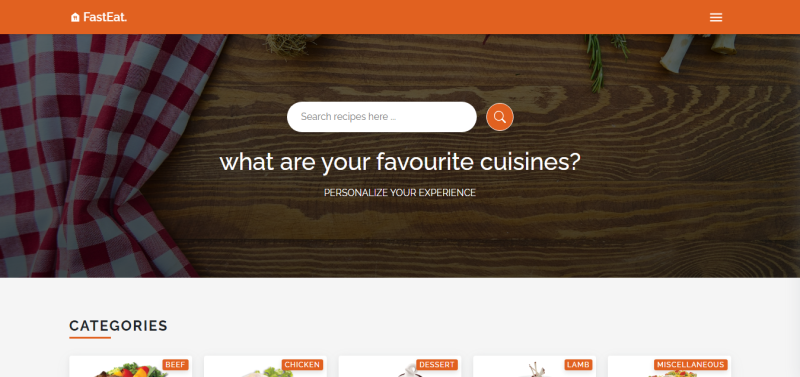 FastEat.
Search recipes here ...
what are your favourite cuisines?
PERSONALIZE YOUR EXPERIENCE
CATEGORIES
BEEF
CHICKEN
DESSERT
LAMB
MISCELLANEOUS